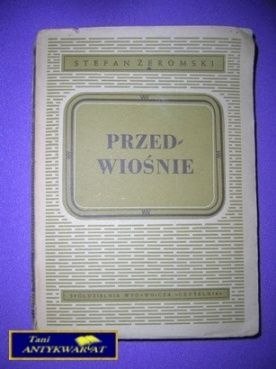 STEFAN ŻEROMSKI
PRZED-
WIOŚNIE
SPÓŁDZIELNIA WYDAWNICZA «CZYTELNIK»
Tani
ANTYKWARIAT